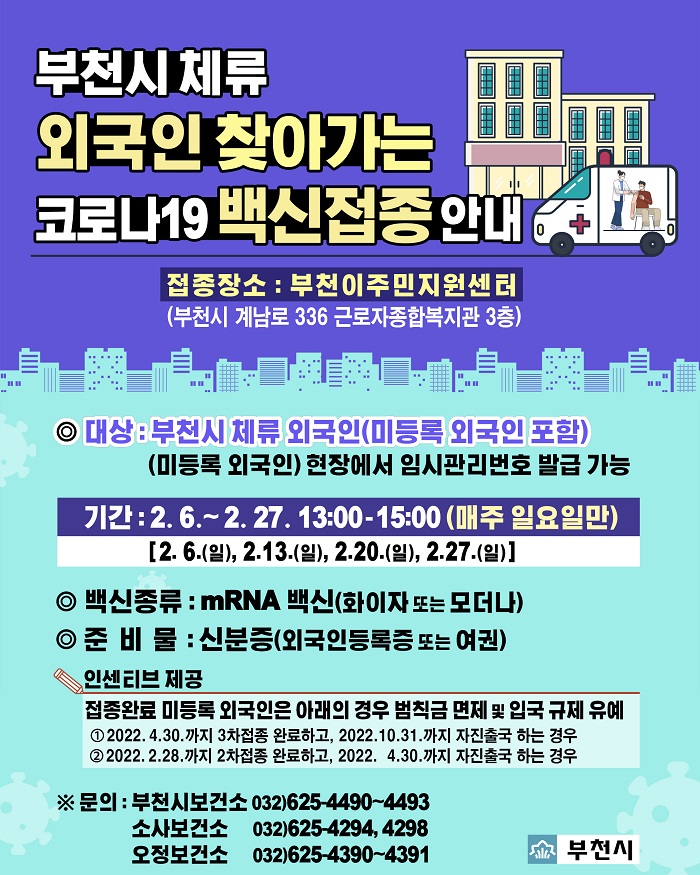 부천시 체류
외국인 찾아가는
코로나19 백신접종 안내
접종장소 : 부천이주민지원센터
(부천시 계남로 336 근로자종합복지관 3층)
◎ 대상 : 부천시 체류 외국인(미등록 외국인 포함)
(미등록 외국인) 현장에서 임시관리번호 발급 가능
기간 : 2. 6.~ 2. 27. 13:00-15:00 (매주 일요일만)
[ 2. 6.(일), 2.13.(일), 2.20.(일), 2.27.(일) ]
◎ 백신종류 : mRNA 백신(화이자 또는 모더나)
◎ 준 비 물 : 신분증(외국인등록증 또는 여권)
인센티브 제공
접종완료 미등록 외국인은 아래의 경우 범칙금 면제 및 입국 규제 유예
① 2022. 4.30.까지 3차접종 완료하고, 2022.10.31.까지 자진출국 하는 경우
② 2022. 2.28.까지 2차접종 완료하고, 2022. 4.30.까지 자진출국 하는 경우
※ 문의 : 부천시보건소 032)625-4490~4493
소사보건소 032)625-4294, 4298
오정보건소 032)625-4390~4391
부천시